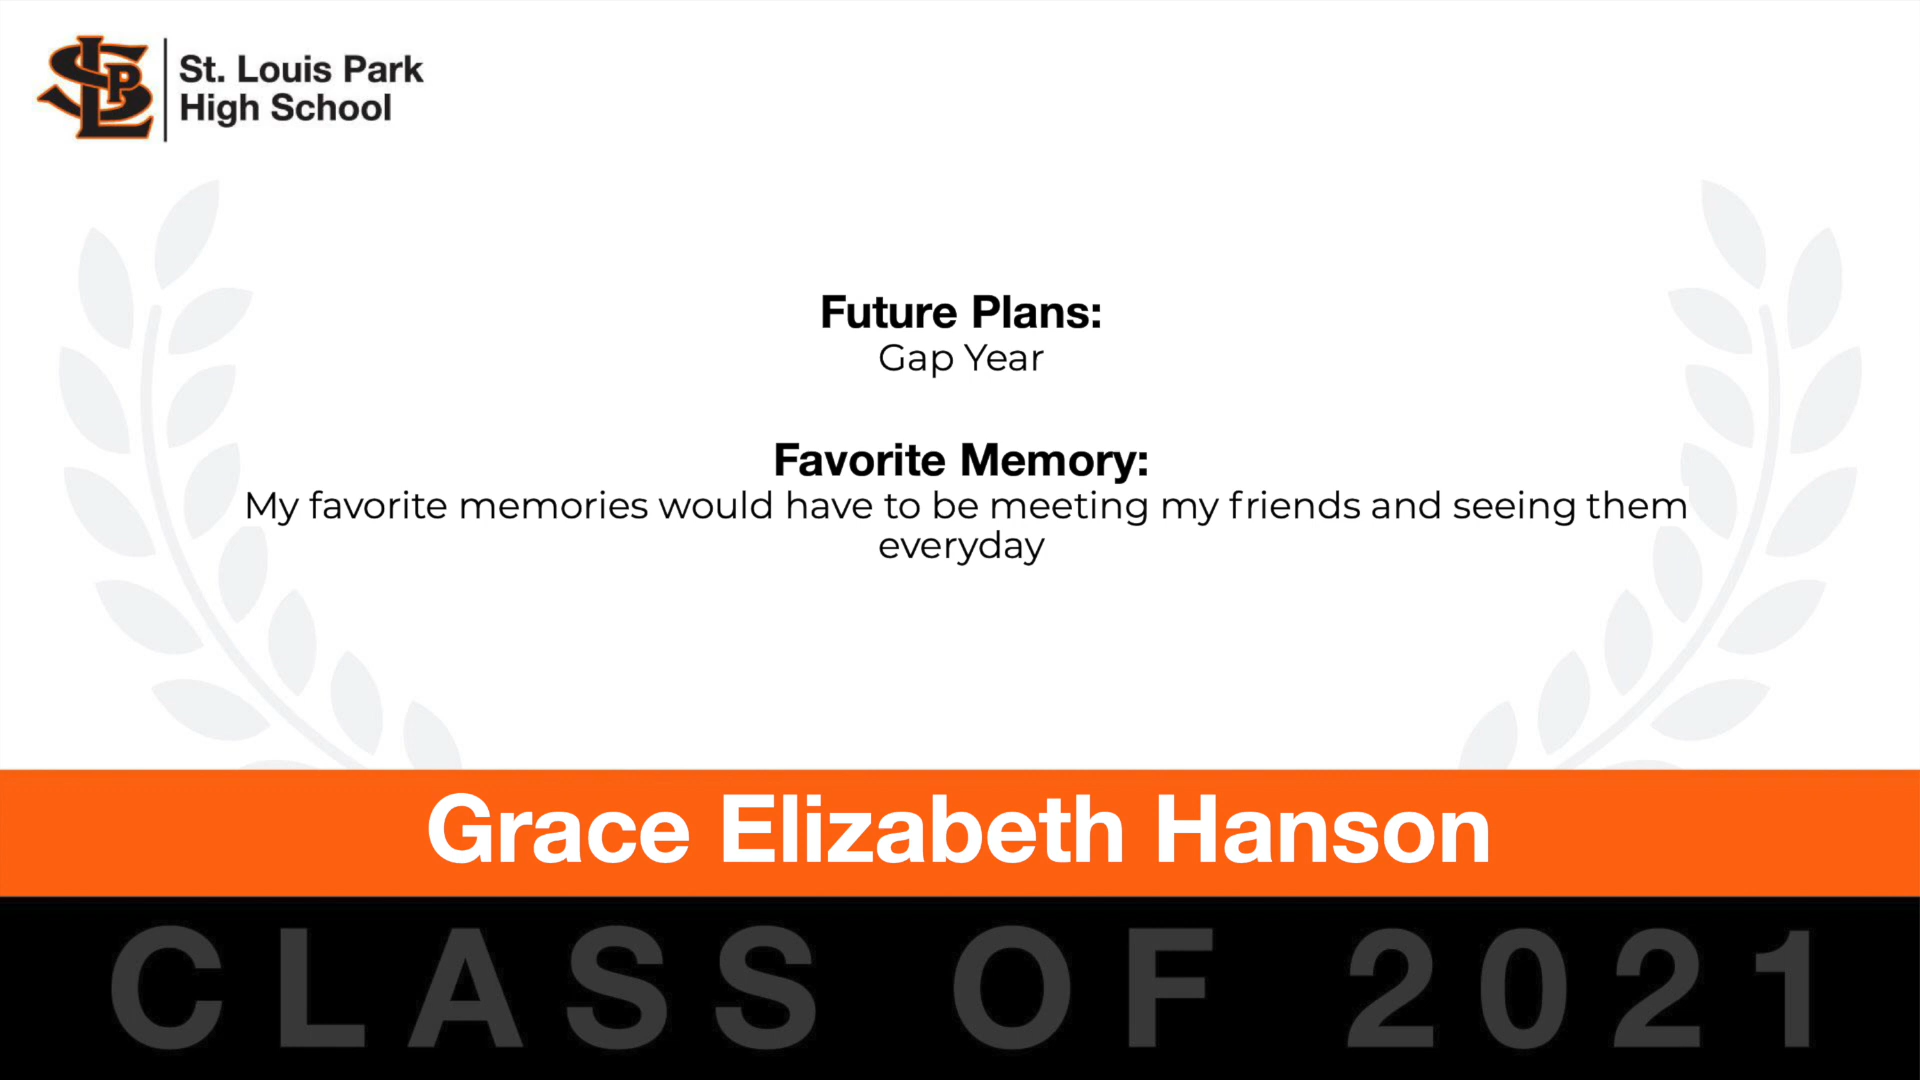 SLP
St. Louis Park
High School
Future Plans:
Gap Year
Favorite Memory:
My favorite memories would have to be meeting my friends and seeing them
everyday
Grace Elizabeth Hanson
CLASS OF 2021